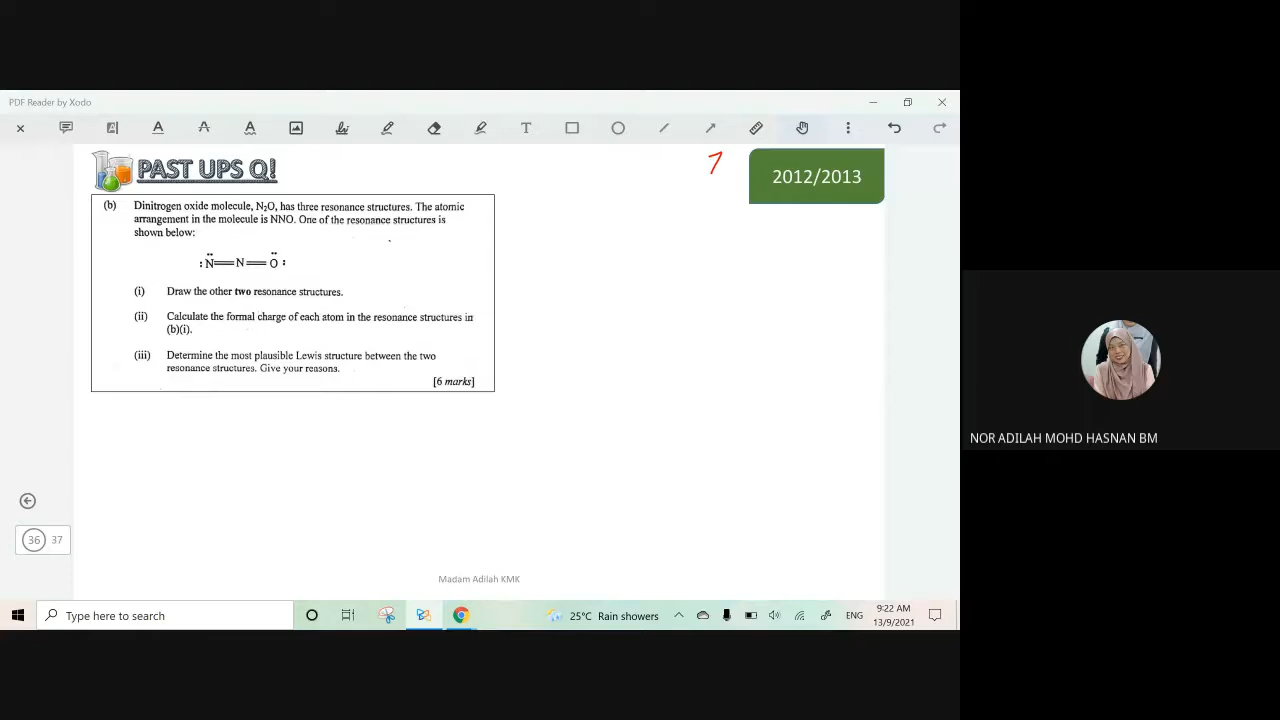 PDF Reader by Xodo
PAST UPS Q!
7
2012/2013
(b) Dinitrogen oxide molecule, N₂O, has three resonance structures. The atomic
arrangement in the molecule is NNO. One of the resonance structures is
shown below:
:N̈═N═Ö:
(i) Draw the other two resonance structures.
(ii) Calculate the formal charge of each atom in the resonance structures in
(b)(i).
(iii) Determine the most plausible Lewis structure between the two
resonance structures. Give your reasons.
[6 marks]
36 37
Madam Adilah KMK
NOR ADILAH MOHD HASNAN BM
Type here to search
25°C Rain showers
ENG
9:22 AM
13/9/2021